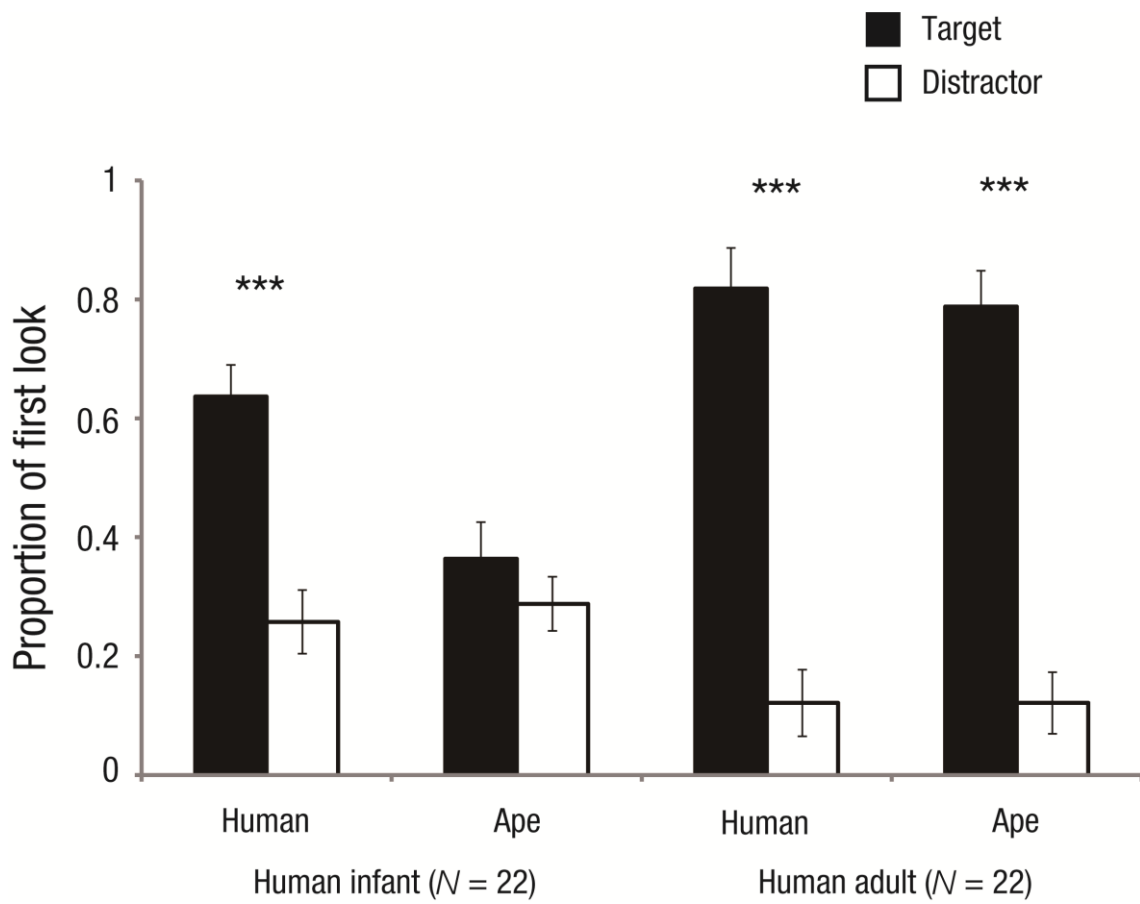 Target
Distractor
1
0.8
0.6
0.4
0.2
0
Proportion of first look
***
***
***
Human
Ape
Human
Ape
Human infant (N = 22)
Human adult (N = 22)